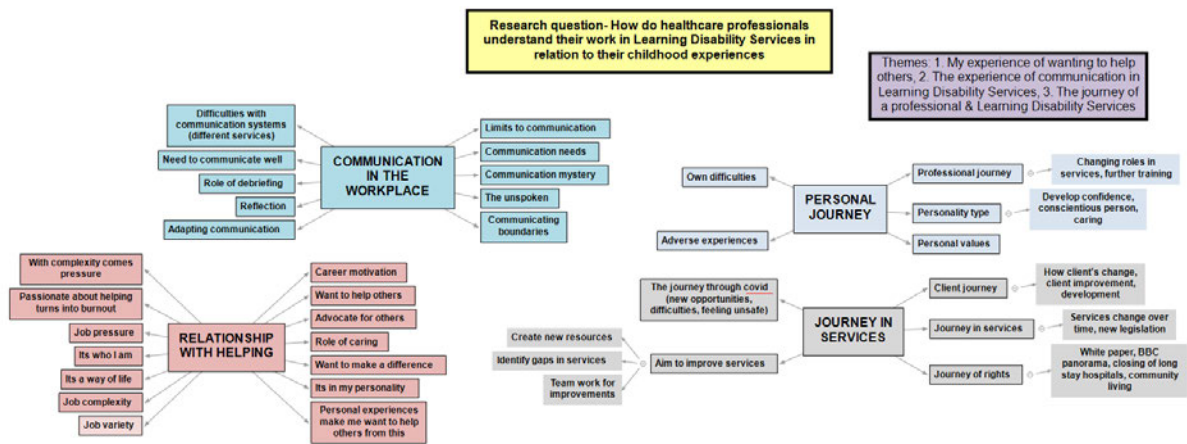 Research question- How do healthcare professionals
understand their work in Learning Disability Services in
relation to their childhood experiences
Themes: 1. My experience of wanting to help
others, 2. The experience of communication in
Learning Disability Services, 3. The journey of
a professional & Learning Disability Services
Difficulties with
communication systems
(different services)
Need to communicate well
Role of debriefing
Reflection
Adapting communication
COMMUNICATION
IN THE
WORKPLACE
Limits to communication
Communication needs
Communication mystery
The unspoken
Communicating
boundaries
Own difficulties
Adverse experiences
PERSONAL
JOURNEY
Professional journey
Personality type
Personal values
Changing roles in
services, further training
Develop confidence,
conscientious person,
caring
With complexity comes
pressure
Passionate about helping
turns into burnout
Job pressure
Its who I am
Its a way of life
Job complexity
Job variety
RELATIONSHIP
WITH HELPING
Career motivation
Want to help others
Advocate for others
Role of caring
Want to make a difference
Its in my personality
Personal experiences
make me want to help
others from this
The journey through covid
(new opportunities,
difficulties, feeling unsafe)
Create new resources
Identify gaps in services
Team work for
improvements
Aim to improve services
JOURNEY IN
SERVICES
Client journey
Journey in services
Journey of rights
How client's change,
client improvement,
development
Services change over
time, new legislation
White paper, BBC
panorama, closing of long
stay hospitals, community
living